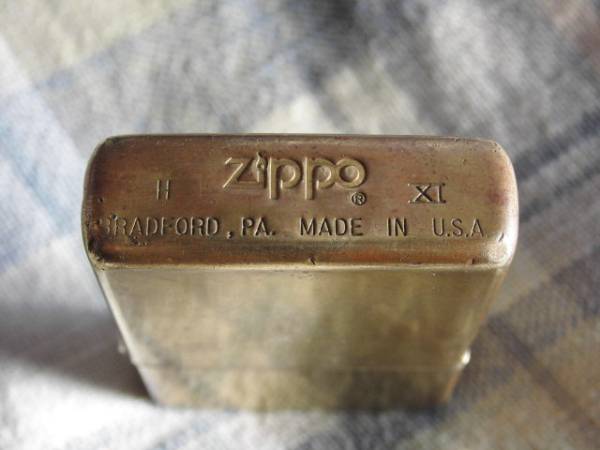 Zippo ®
H XI
BRADFORD, PA. MADE IN U.S.A.